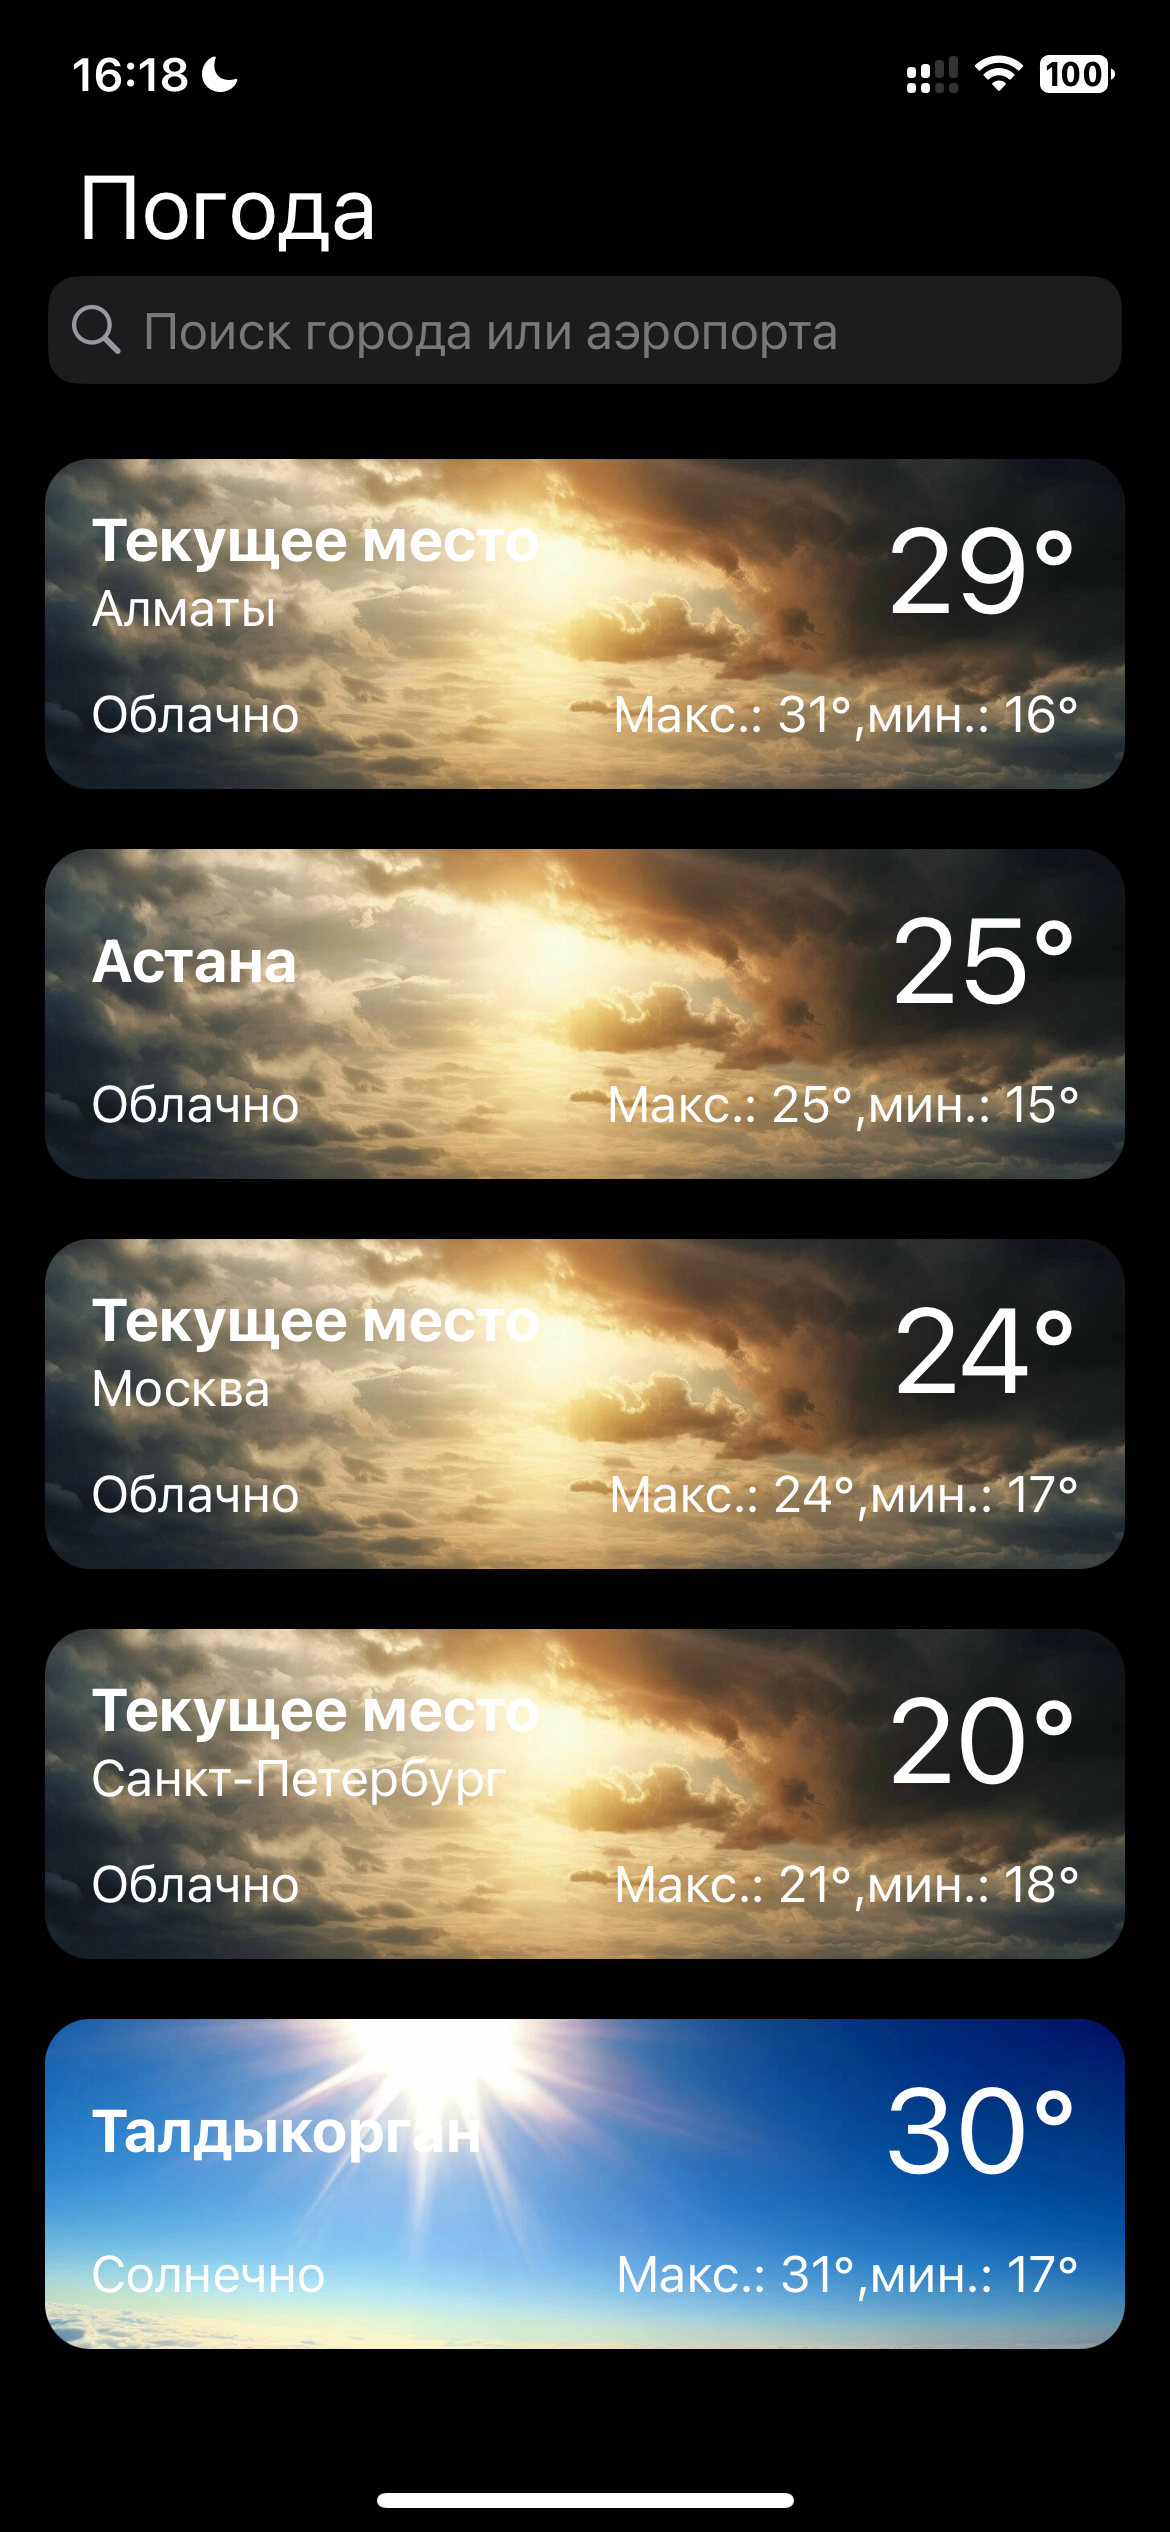 16:18
100
Погода
Поиск города или аэропорта
Текущее место
29°
Алматы
Облачно
Макс.: 31°,мин.: 16°
Астана
25°
Облачно
Макс.: 25°,мин.: 15°
Текущее место
24°
Москва
Облачно
Макс.: 24°,мин.: 17°
Текущее место
20°
Санкт-Петербург
Облачно
Макс.: 21°,мин.: 18°
Талдыкорган
30°
Солнечно
Макс.: 31°,мин.: 17°